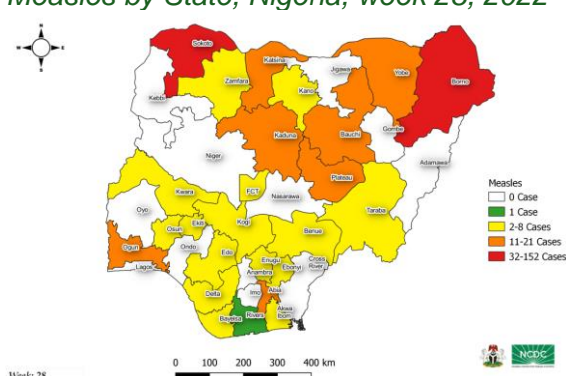 Measles by State, Nigeria, week 28, 2022
N
W
E
S
Sokoto
Katsina
Jigawa
Yobe
Borno
Zamfara
Kano
Kebbi
Kaduna
Bauchi
Gombe
Adamawa
Niger
Plateau
FCT
Nasarawa
Kwara
Taraba
Oyo
Kogi
Benue
Osun
Ekiti
Ogun
Ondo
Edo
Enugu
Ebonyi
Cross
River
Lagos
Anambra
Imo
Abia
Delta
Akwa
Ibom
Bayelsa
Rivers
Measles
0 Case
1 Case
2-8 Cases
11-21 Cases
32-152 Cases
0 100 200 300 400 km
NCDC
Week: 28